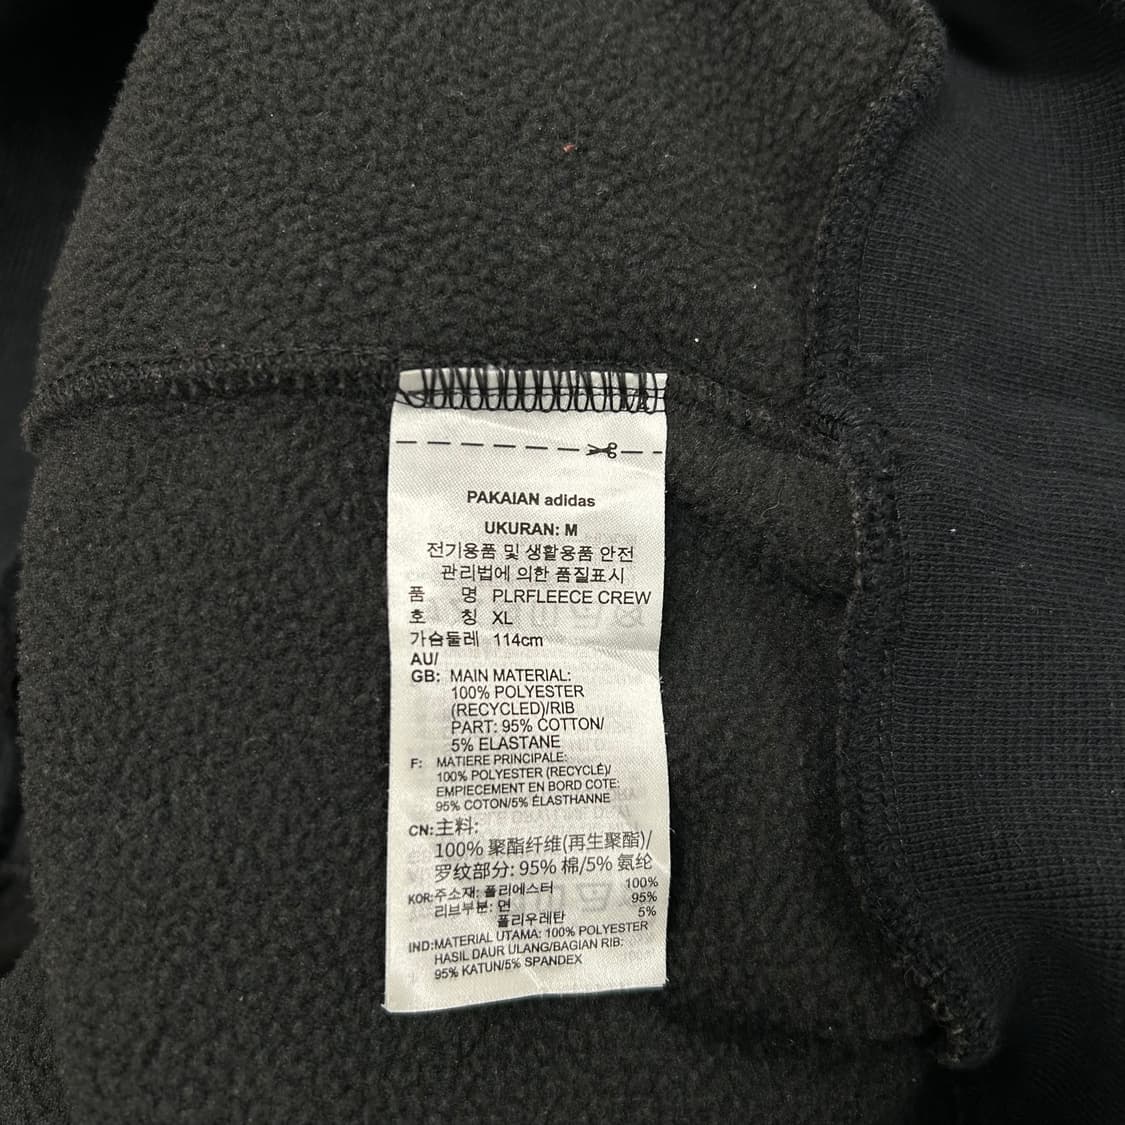 PAKAIAN adidas
UKURAN: M
전기용품 및 생활용품 안전
관리법에 의한 품질표시
품 명 PLRFLEECE CREW
호 칭 XL
가슴둘레 114cm
AU/
GB: MAIN MATERIAL:
100% POLYESTER
(RECYCLED)/RIB
PART: 95% COTTON/
5% ELASTANE
F: MATIERE PRINCIPALE:
100% POLYESTER (RECYCLÉ)/
EMPIECEMENT EN BORD COTE:
95% COTON/5% ÉLASTHANNE
CN:主料:
100% 聚酯纤维(再生聚酯)/
罗纹部分: 95% 棉/5% 氨纶
KOR:주소재: 폴리에스터 100%
리브부분: 면 95%
폴리우레탄 5%
IND:MATERIAL UTAMA: 100% POLYESTER
HASIL DAUR ULANG/BAGIAN RIB:
95% KATUN/5% SPANDEX